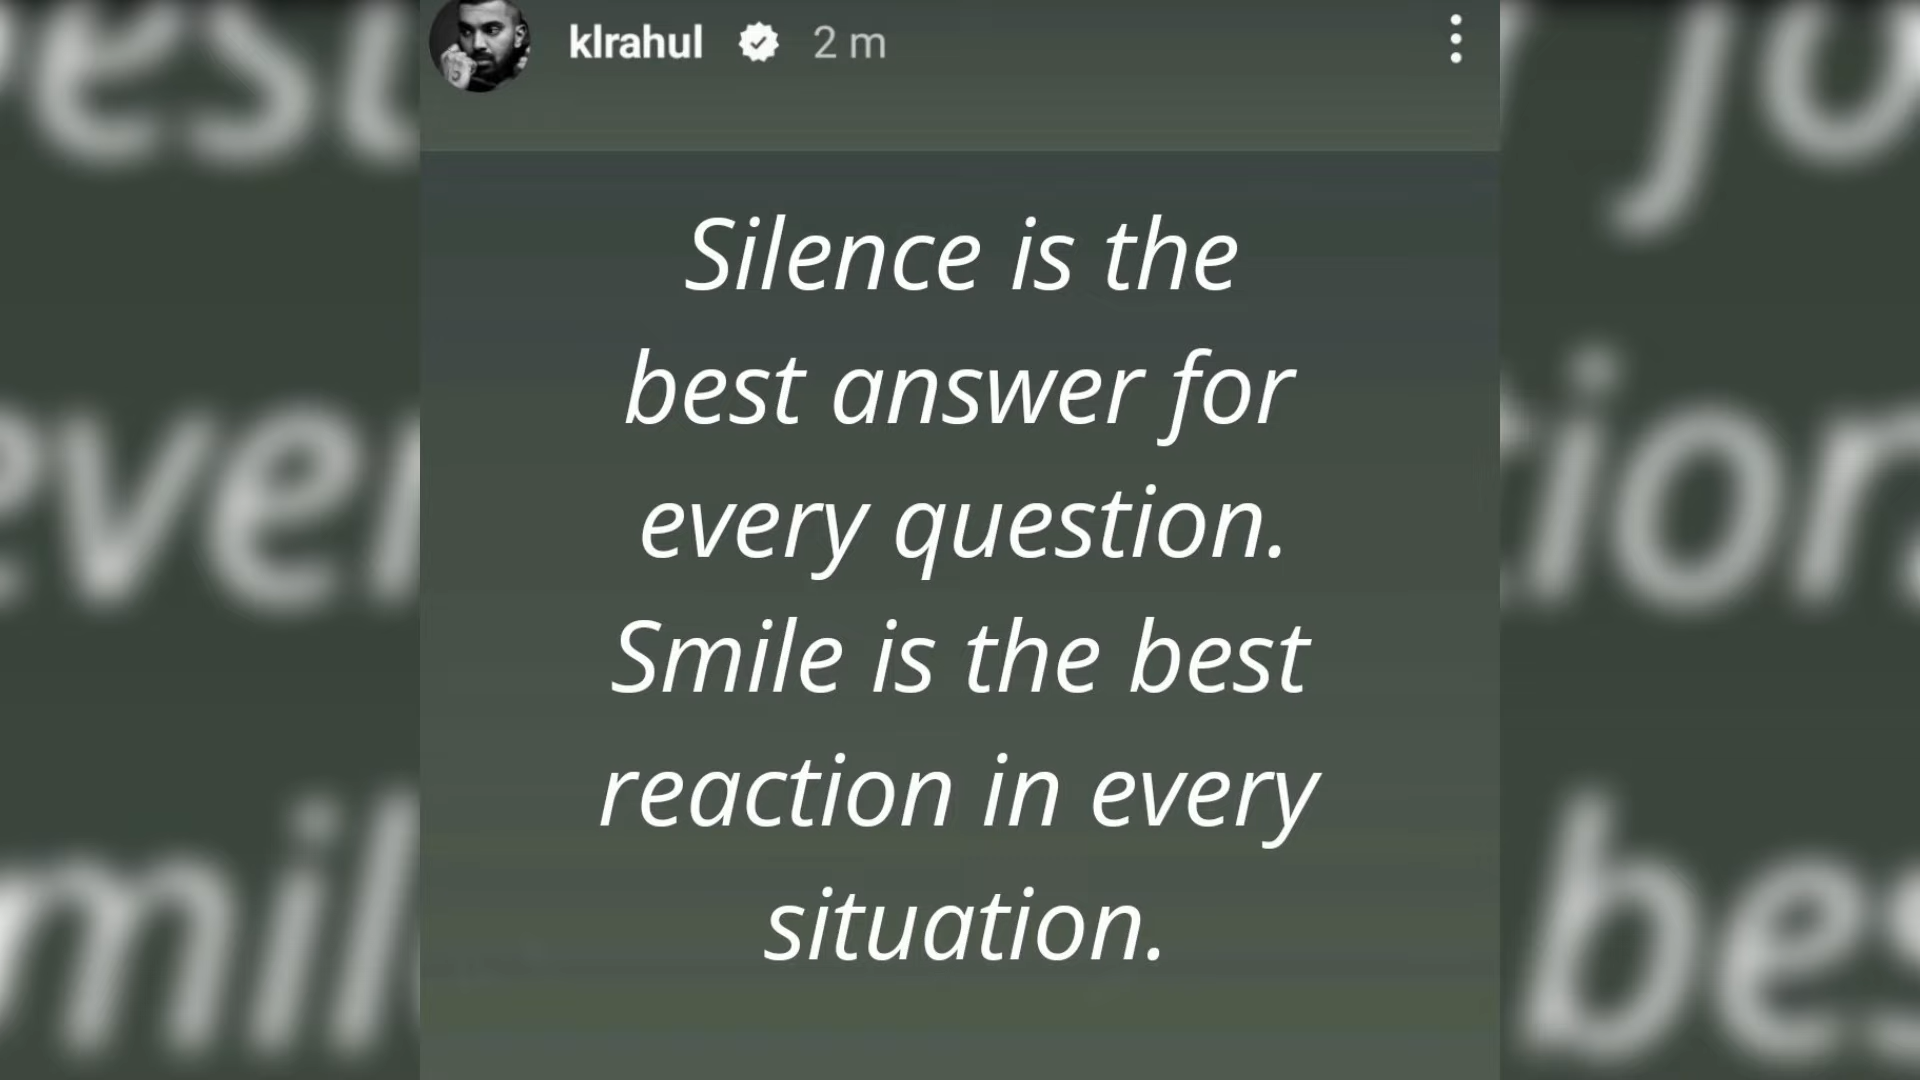 klrahul 2 m
Silence is the
best answer for
every question.
Smile is the best
reaction in every
situation.